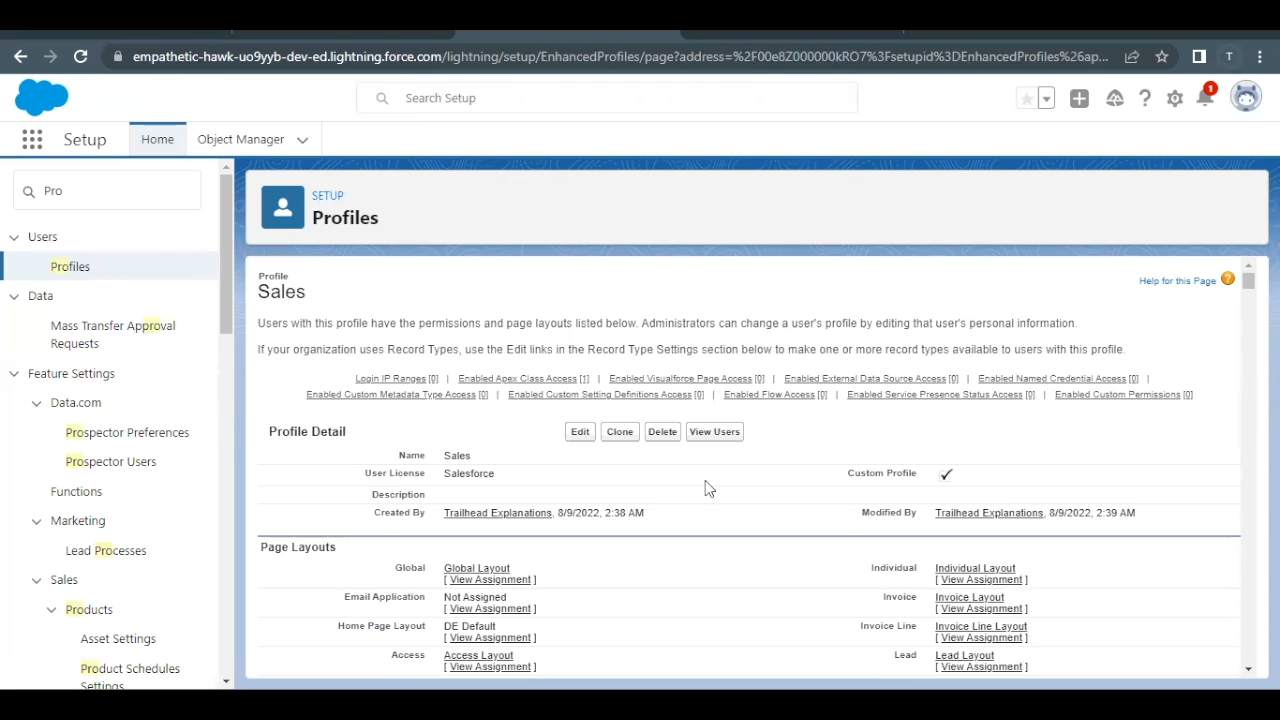 empathetic-hawk-uo9yyb-dev-ed.lightning.force.com/lightning/setup/EnhancedProfiles/page?address=%2F00e8Z000000kRO7%3Fsetupid%3DEnhancedProfiles%26ap...
T
Search Setup
1
Setup
Home
Object Manager
Pro
Users
Profiles
Data
Mass Transfer Approval
Requests
Feature Settings
Data.com
Prospector Preferences
Prospector Users
Functions
Marketing
Lead Processes
Sales
Products
Asset Settings
Product Schedules
Settings
SETUP
Profiles
Profile
Sales
Help for this Page ?
Users with this profile have the permissions and page layouts listed below. Administrators can change a user's profile by editing that user's personal information.
If your organization uses Record Types, use the Edit links in the Record Type Settings section below to make one or more record types available to users with this profile.
Login IP Ranges [0] | Enabled Apex Class Access [1] | Enabled Visualforce Page Access [0] | Enabled External Data Source Access [0] | Enabled Named Credential Access [0] |
Enabled Custom Metadata Type Access [0] | Enabled Custom Setting Definitions Access [0] | Enabled Flow Access [0] | Enabled Service Presence Status Access [0] | Enabled Custom Permissions [0]
Profile Detail Edit Clone Delete View Users
Name Sales
User License Salesforce Custom Profile ✓
Description
Created By Trailhead Explanations, 8/9/2022, 2:38 AM Modified By Trailhead Explanations, 8/9/2022, 2:39 AM
Page Layouts
Global Global Layout Individual Individual Layout
[ View Assignment ] [ View Assignment ]
Email Application Not Assigned Invoice Invoice Layout
[ View Assignment ] [ View Assignment ]
Home Page Layout DE Default Invoice Line Invoice Line Layout
[ View Assignment ] [ View Assignment ]
Access Access Layout Lead Lead Layout
[ View Assignment ] [ View Assignment ]